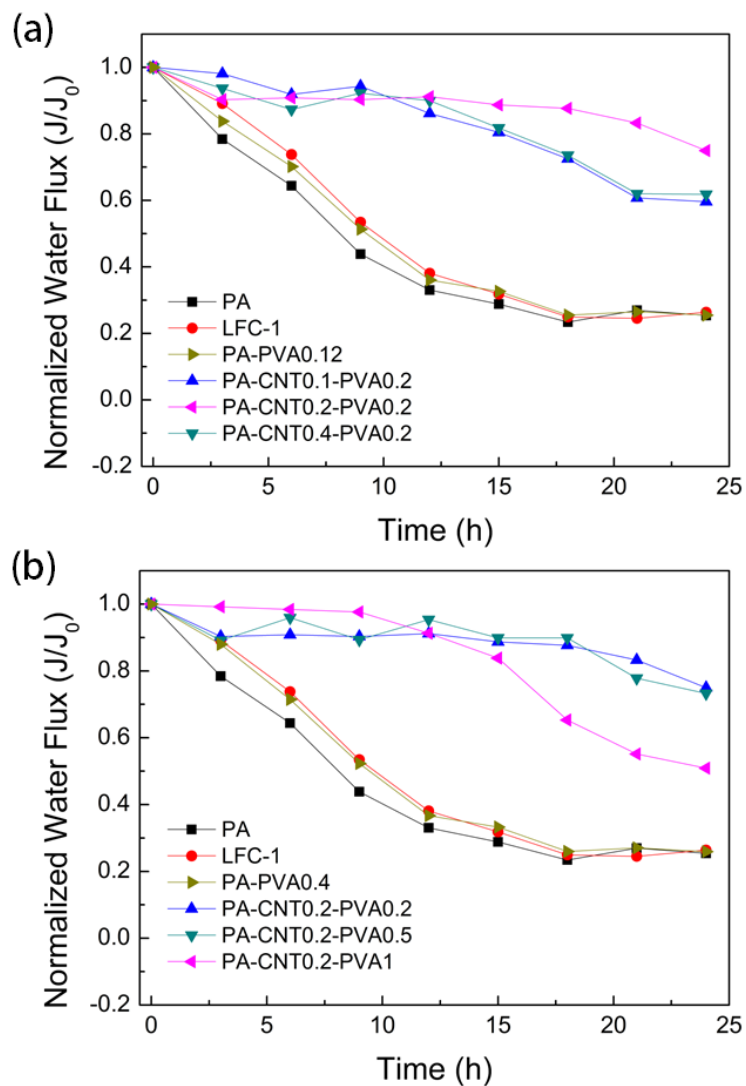 (a)
Normalized Water Flux (J/J₀)
1.0
0.8
0.6
0.4
0.2
0.0
-0.2
PA
LFC-1
PA-PVA0.12
PA-CNT0.1-PVA0.2
PA-CNT0.2-PVA0.2
PA-CNT0.4-PVA0.2
0 5 10 15 20 25
Time (h)
(b)
Normalized Water Flux (J/J₀)
1.0
0.8
0.6
0.4
0.2
0.0
-0.2
PA
LFC-1
PA-PVA0.4
PA-CNT0.2-PVA0.2
PA-CNT0.2-PVA0.5
PA-CNT0.2-PVA1
0 5 10 15 20 25
Time (h)